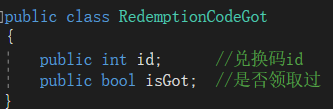 public class RedemptionCodeGot
{
public int id; //兑换码id
public bool isGot; //是否领取过
}